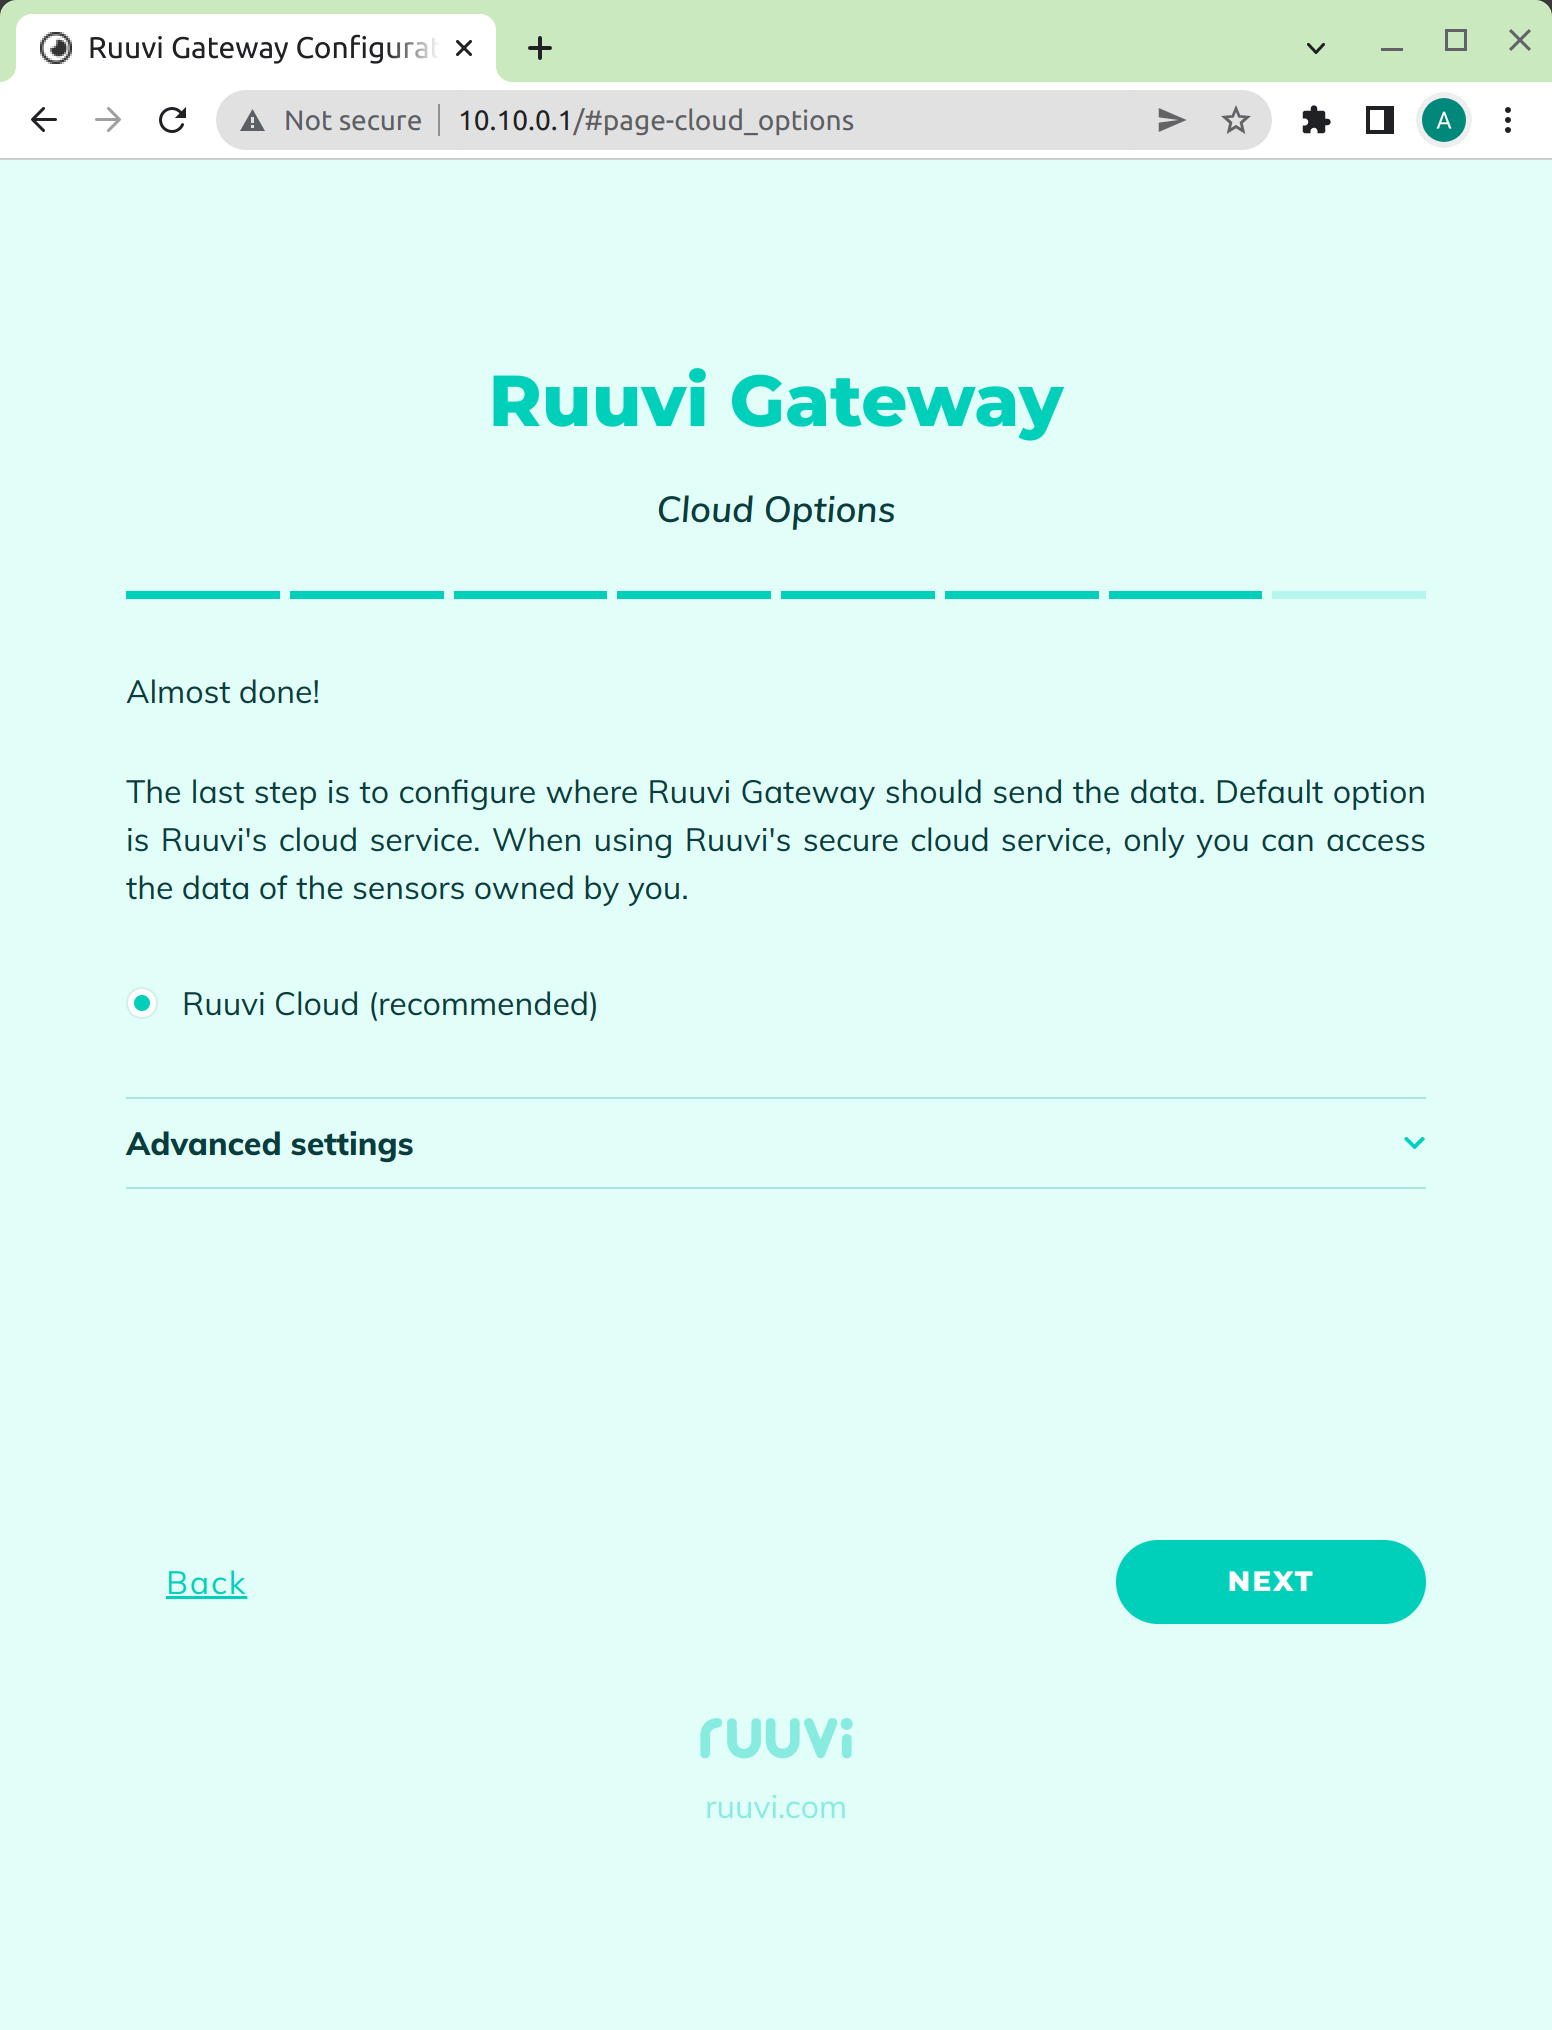 Ruuvi Gateway Configurat
Not secure
10.10.0.1/#page-cloud_options
A
Ruuvi Gateway
Cloud Options
Almost done!
The last step is to configure where Ruuvi Gateway should send the data. Default option
is Ruuvi's cloud service. When using Ruuvi's secure cloud service, only you can access
the data of the sensors owned by you.
Ruuvi Cloud (recommended)
Advanced settings
Back
NEXT
ruuvi
ruuvi.com